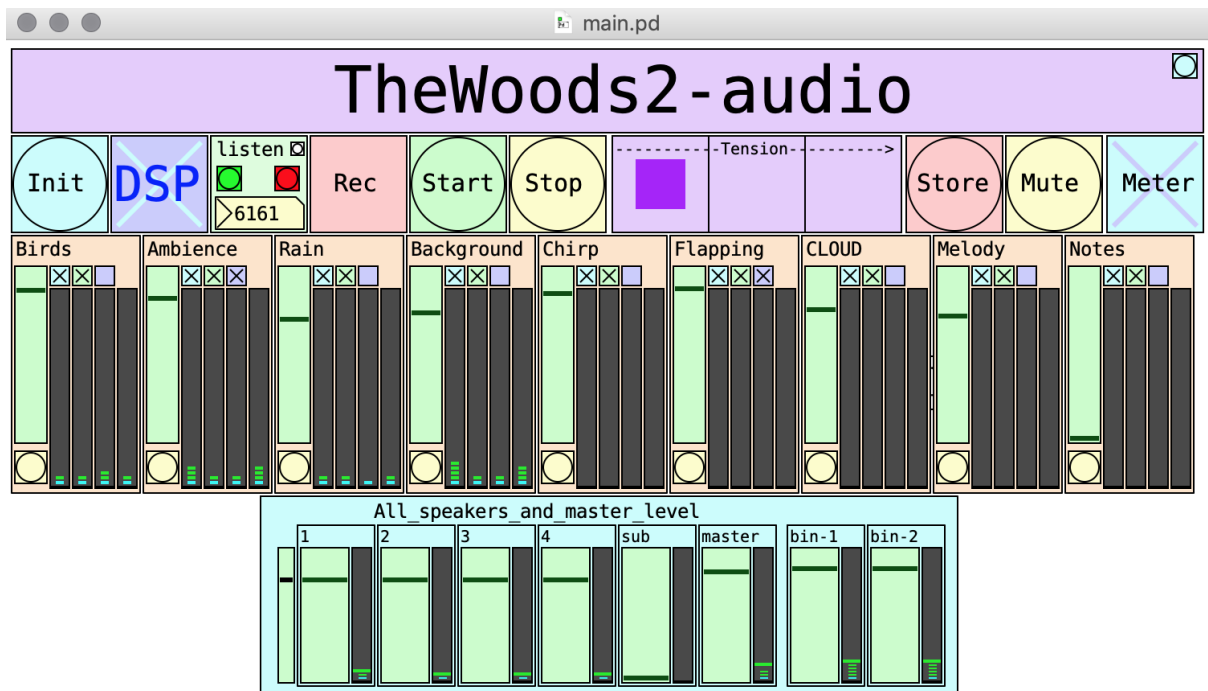 main.pd
TheWoods2-audio
Init
DSP
listen
6161
Rec
Start
Stop
-----------Tension---------->
Store
Mute
Meter
Birds
Ambience
Rain
Background
Chirp
Flapping
CLOUD
Melody
Notes
All_speakers_and_master_level
1
2
3
4
sub
master
bin-1
bin-2